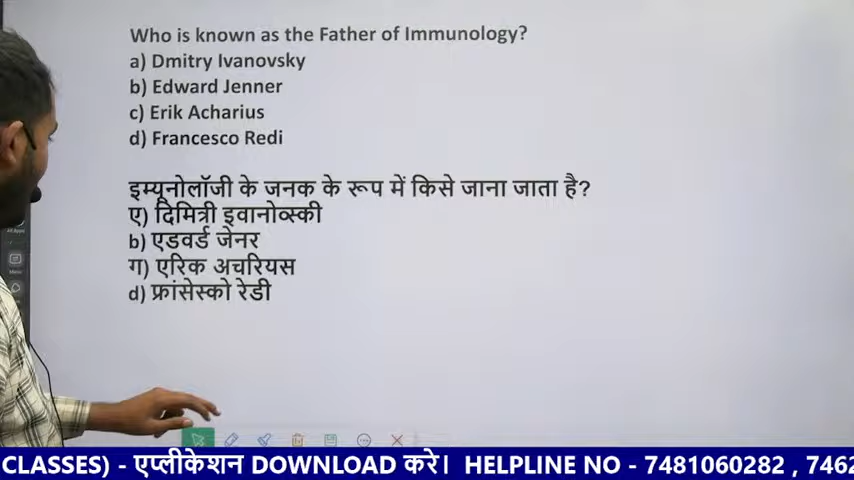 Who is known as the Father of Immunology?
a) Dmitry Ivanovsky
b) Edward Jenner
c) Erik Acharius
d) Francesco Redi
इम्यूनोलॉजी के जनक के रूप में किसे जाना जाता है?
ए) दिमित्री इवानोव्स्की
b) एडवर्ड जेनर
ग) एरिक अचरियस
d) फ्रांसेस्को रेडी
CLASSES) - एप्लीकेशन DOWNLOAD करे। HELPLINE NO - 7481060282 , 7462